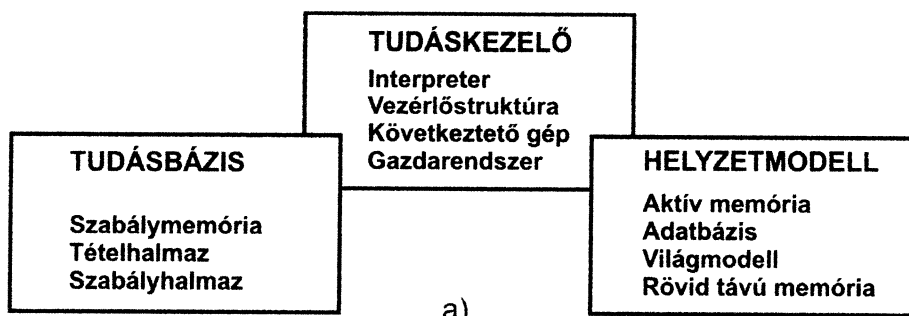 TUDÁSKEZELŐ
Interpreter
Vezérlőstruktúra
Következtető gép
Gazdarendszer
TUDÁSBÁZIS
Szabálymemória
Tételhalmaz
Szabályhalmaz
HELYZETMODELL
Aktív memória
Adatbázis
Világmodell
Rövid távú memória
a)